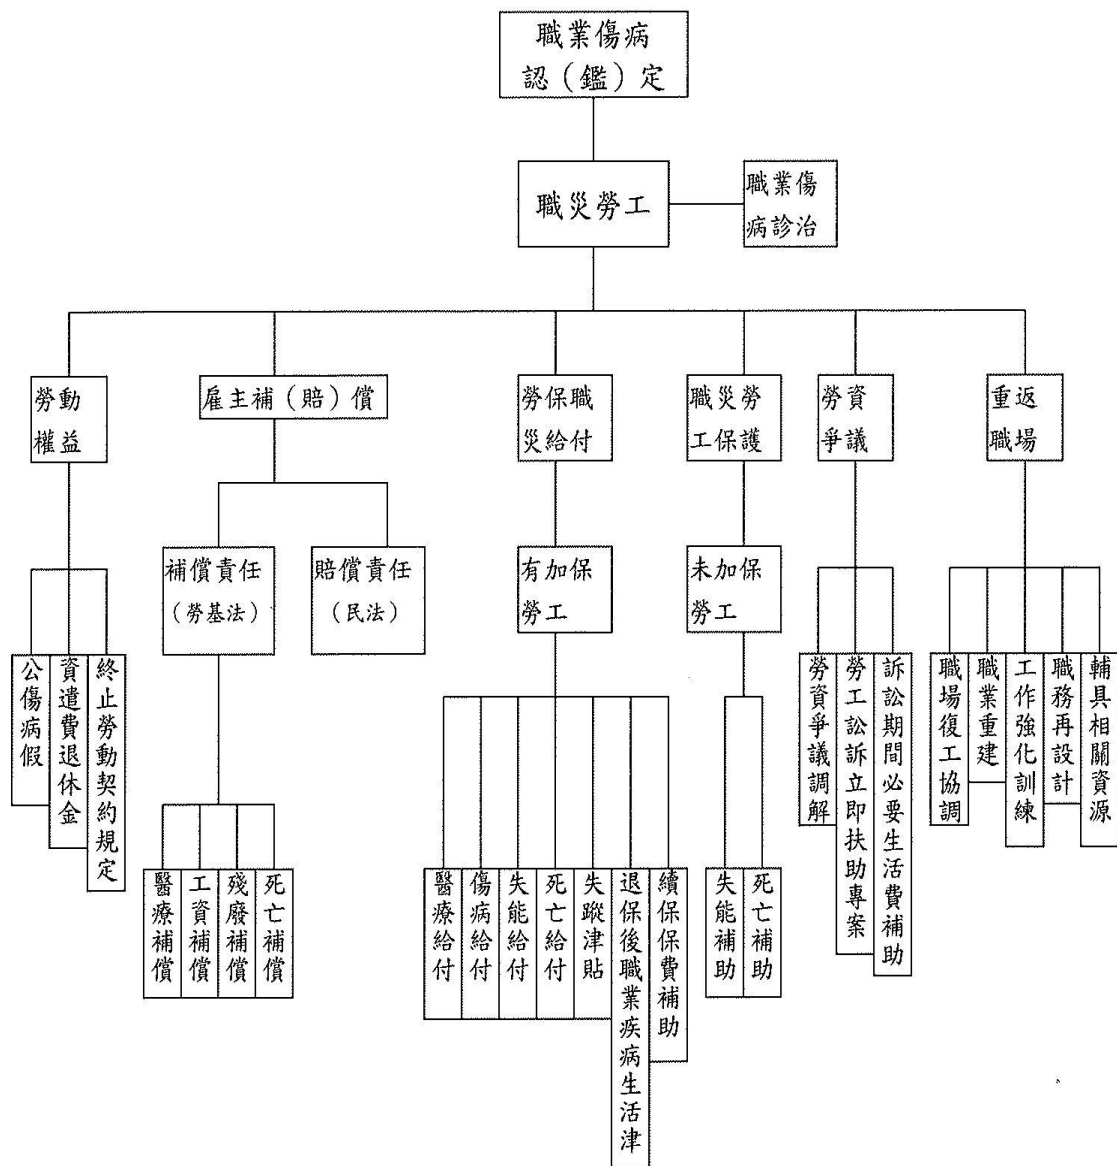 職業傷病
認（鑑）定
職災勞工
職業傷
病診治
勞動
權益
雇主補（賠）償
勞保職
災給付
職災勞
工保護
勞資
爭議
重返
職場
補償責任
（勞基法）
賠償責任
（民法）
有加保
勞工
未加保
勞工
公傷病假
資遣費退休金
終止勞動契約規定
醫療補償
工資補償
殘廢補償
死亡補償
醫療給付
傷病給付
失能給付
死亡給付
失蹤津貼
退保後職業疾病生活津
續保保費補助
失能補助
死亡補助
勞資爭議調解
勞工訴訟立即扶助專案
訴訟期間必要生活費補助
職場復工協調
職業重建
工作強化訓練
職務再設計
輔具相關資源